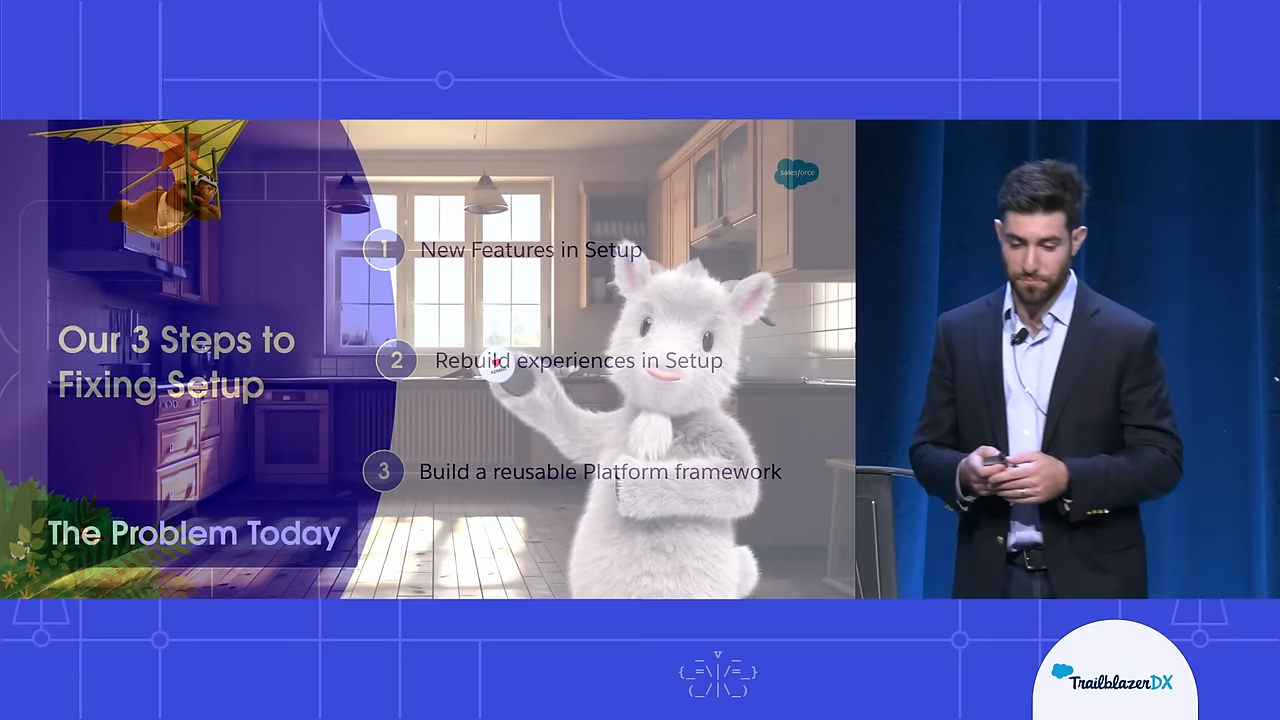 salesforce
Our 3 Steps to
Fixing Setup
1 New Features in Setup
2 Rebuild experiences in Setup
3 Build a reusable Platform framework
The Problem Today
TrailblazerDX